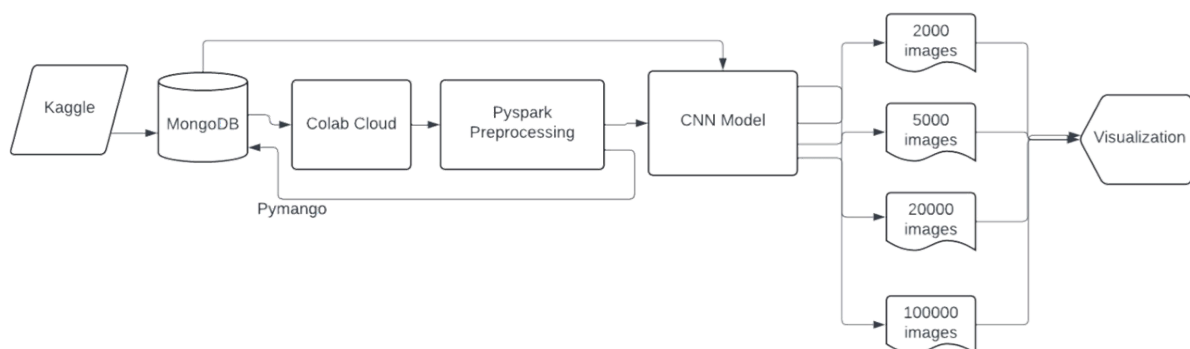 Kaggle
MongoDB
Colab Cloud
Pyspark
Preprocessing
Pymango
CNN Model
2000
images
5000
images
20000
images
100000
images
Visualization